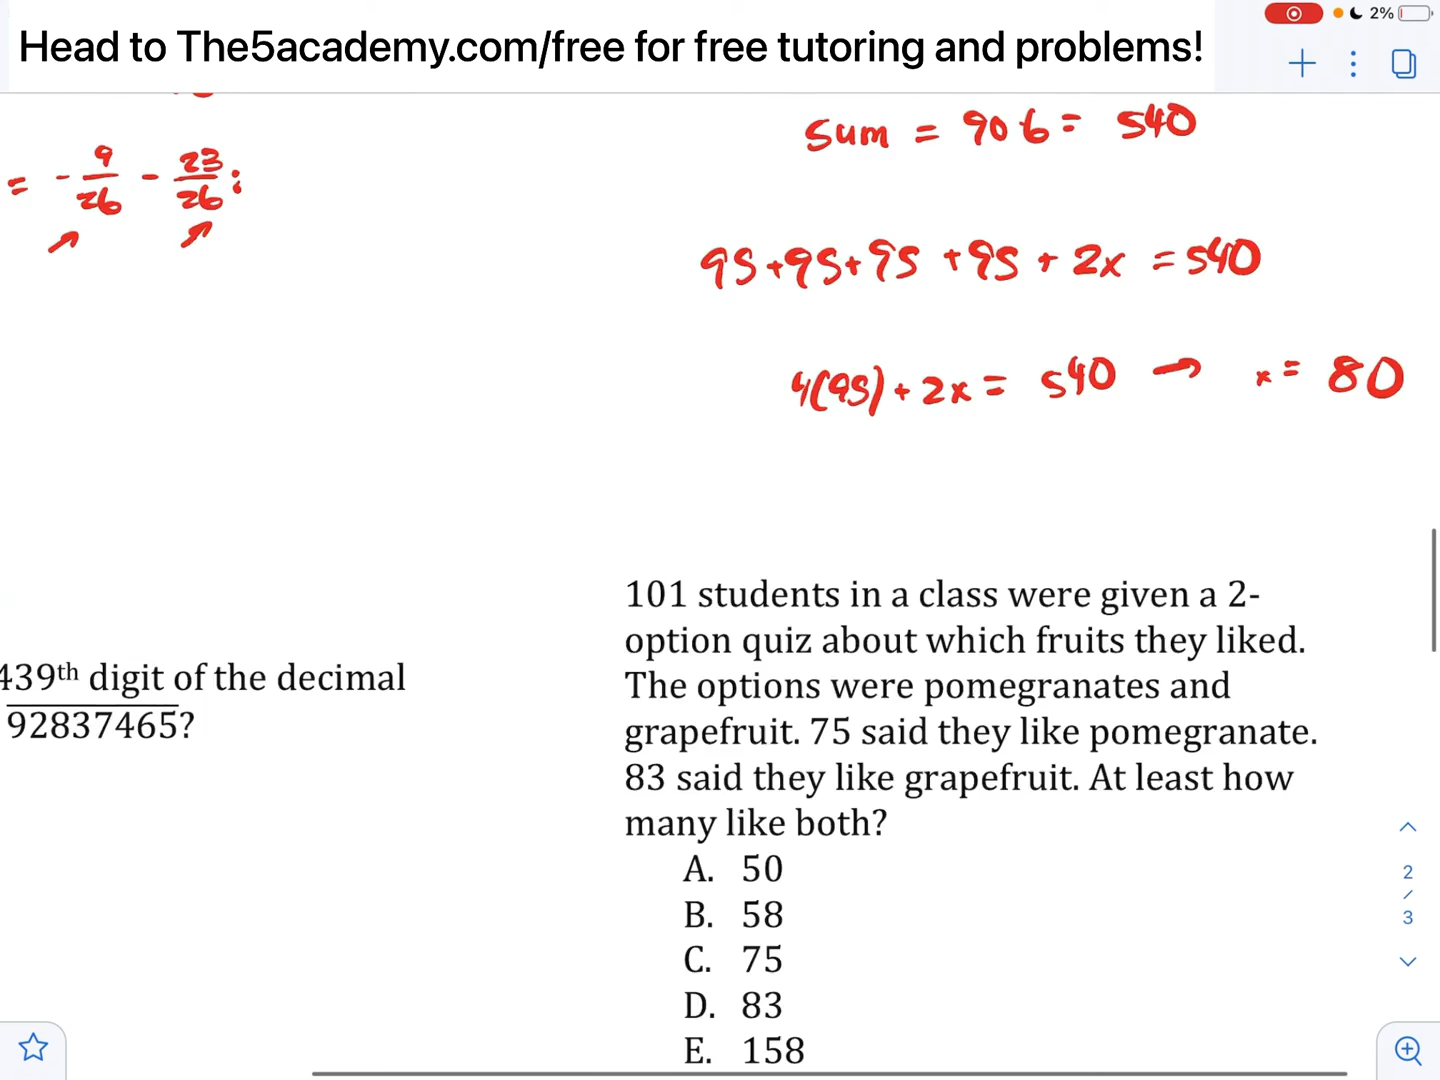 2%
Head to The5academy.com/free for free tutoring and problems!
= - 9/26 - 23/26 i
Sum = 90 6 = 540
95 + 95 + 95 + 95 + 2x = 540
4(95) + 2x = 540 → x = 80
439th digit of the decimal
92837465?
101 students in a class were given a 2-
option quiz about which fruits they liked.
The options were pomegranates and
grapefruit. 75 said they like pomegranate.
83 said they like grapefruit. At least how
many like both?
A. 50
B. 58
C. 75
D. 83
E. 158
2
/
3